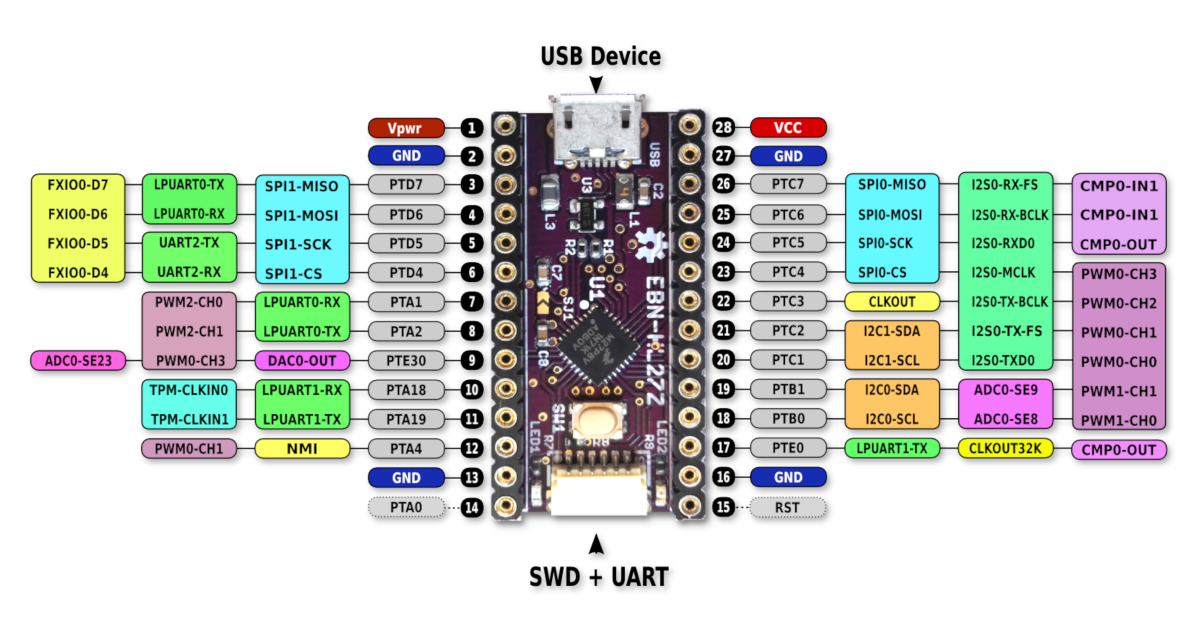 USB Device
Vpwr 1
GND 2
FXIO0-D7 LPUART0-TX SPI1-MISO PTD7 3
FXIO0-D6 LPUART0-RX SPI1-MOSI PTD6 4
FXIO0-D5 UART2-TX SPI1-SCK PTD5 5
FXIO0-D4 UART2-RX SPI1-CS PTD4 6
PWM2-CH0 LPUART0-RX PTA1 7
PWM2-CH1 LPUART0-TX PTA2 8
ADC0-SE23 PWM0-CH3 DAC0-OUT PTE30 9
TPM-CLKIN0 LPUART1-RX PTA18 10
TPM-CLKIN1 LPUART1-TX PTA19 11
PWM0-CH1 NMI PTA4 12
GND 13
PTA0 14
USB
U3
C2
L3
L1
R2
R1
C7
U1
SJ1
C8
EBN-KL27Z
SW1
LED1
LED2
R7
R8
R9
28 VCC
27 GND
26 PTC7 SPI0-MISO I2S0-RX-FS CMP0-IN1
25 PTC6 SPI0-MOSI I2S0-RX-BCLK CMP0-IN1
24 PTC5 SPI0-SCK I2S0-RXD0 CMP0-OUT
23 PTC4 SPI0-CS I2S0-MCLK PWM0-CH3
22 PTC3 CLKOUT I2S0-TX-BCLK PWM0-CH2
21 PTC2 I2C1-SDA I2S0-TX-FS PWM0-CH1
20 PTC1 I2C1-SCL I2S0-TXD0 PWM0-CH0
19 PTB1 I2C0-SDA ADC0-SE9 PWM1-CH1
18 PTB0 I2C0-SCL ADC0-SE8 PWM1-CH0
17 PTE0 LPUART1-TX CLKOUT32K CMP0-OUT
16 GND
15 RST
SWD + UART